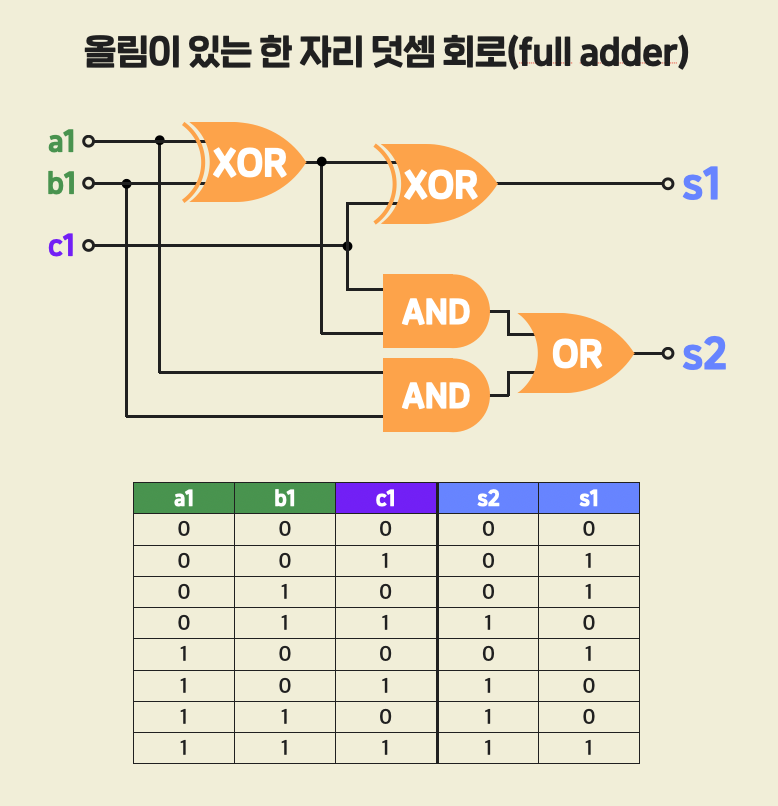 올림이 있는 한 자리 덧셈 회로(full adder)
a1
b1
c1
XOR
XOR
s1
AND
AND
OR
s2
a1 b1 c1 s2 s1
0 0 0 0 0
0 0 1 0 1
0 1 0 0 1
0 1 1 1 0
1 0 0 0 1
1 0 1 1 0
1 1 0 1 0
1 1 1 1 1